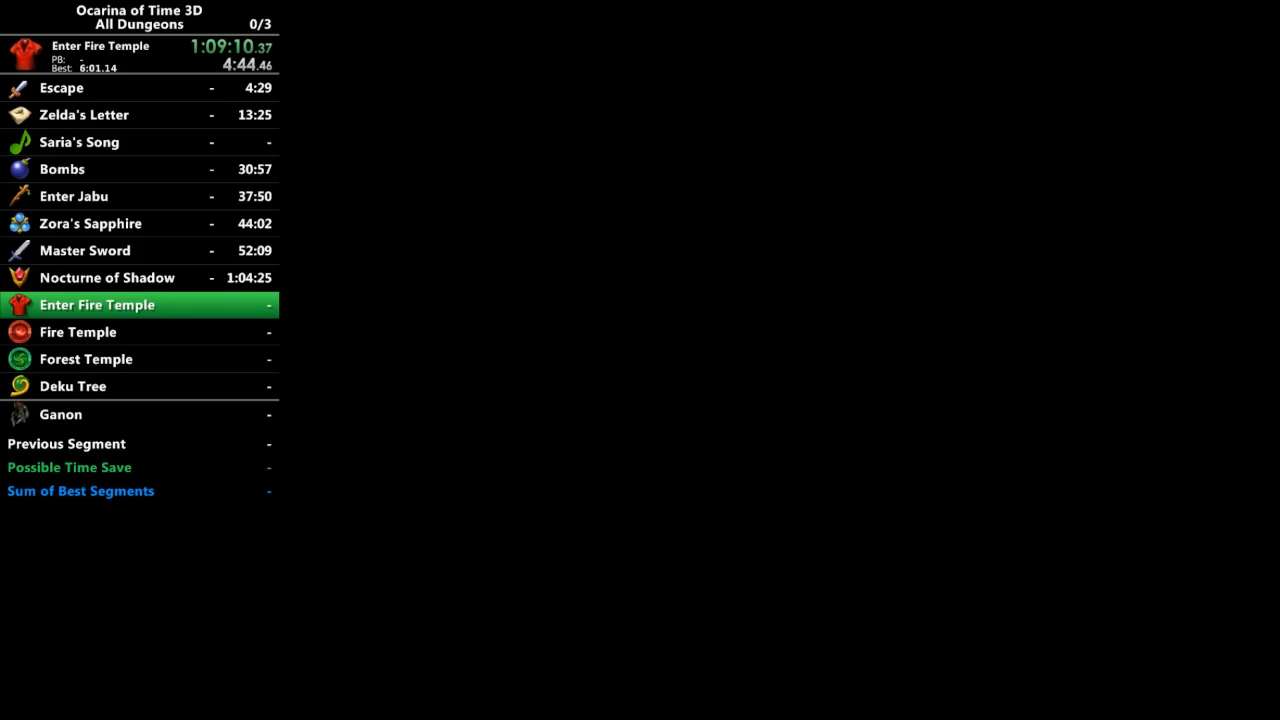 Ocarina of Time 3D
All Dungeons 0/3
Enter Fire Temple 1:09:10.37
PB: - 4:44.46
Best: 6:01.14
Escape - 4:29
Zelda's Letter - 13:25
Saria's Song - -
Bombs - 30:57
Enter Jabu - 37:50
Zora's Sapphire - 44:02
Master Sword - 52:09
Nocturne of Shadow - 1:04:25
Enter Fire Temple -
Fire Temple -
Forest Temple -
Deku Tree -
Ganon -
Previous Segment -
Possible Time Save -
Sum of Best Segments -